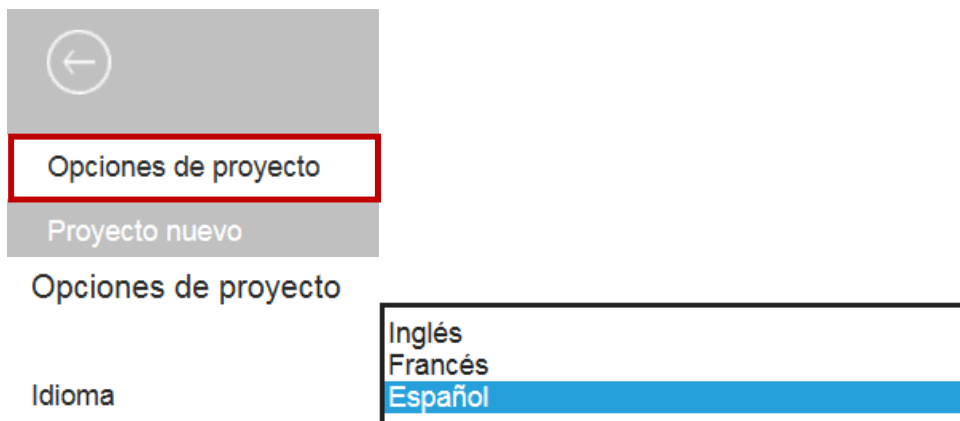 Opciones de proyecto
Proyecto nuevo
Opciones de proyecto
Inglés
Francés
Idioma
Español